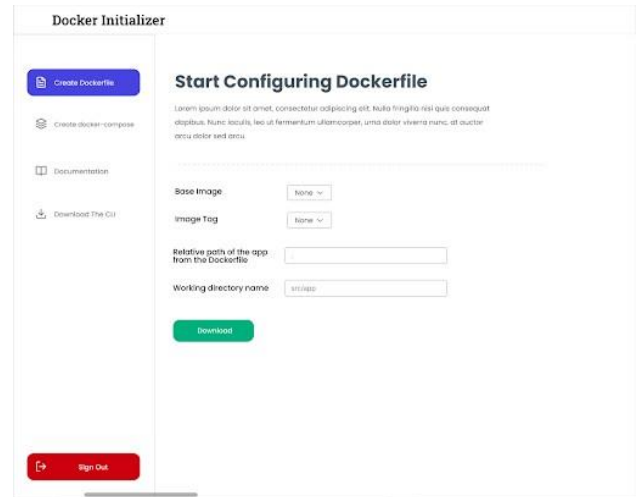 Docker Initializer
Create Dockerfile
Create docker-compose
Documentation
Download The CLI
Sign Out
Start Configuring Dockerfile
Lorem ipsum dolor sit amet, consectetur adipiscing elit. Nulla fringilla nisi quis consequat
dapibus. Nunc iaculis, leo ut fermentum ullamcorper, urna dolor viverra nunc, at auctor
arcu dolor sed arcu.
Base Image
None
Image Tag
None
Relative path of the app
from the Dockerfile
Working directory name
src/app
Download